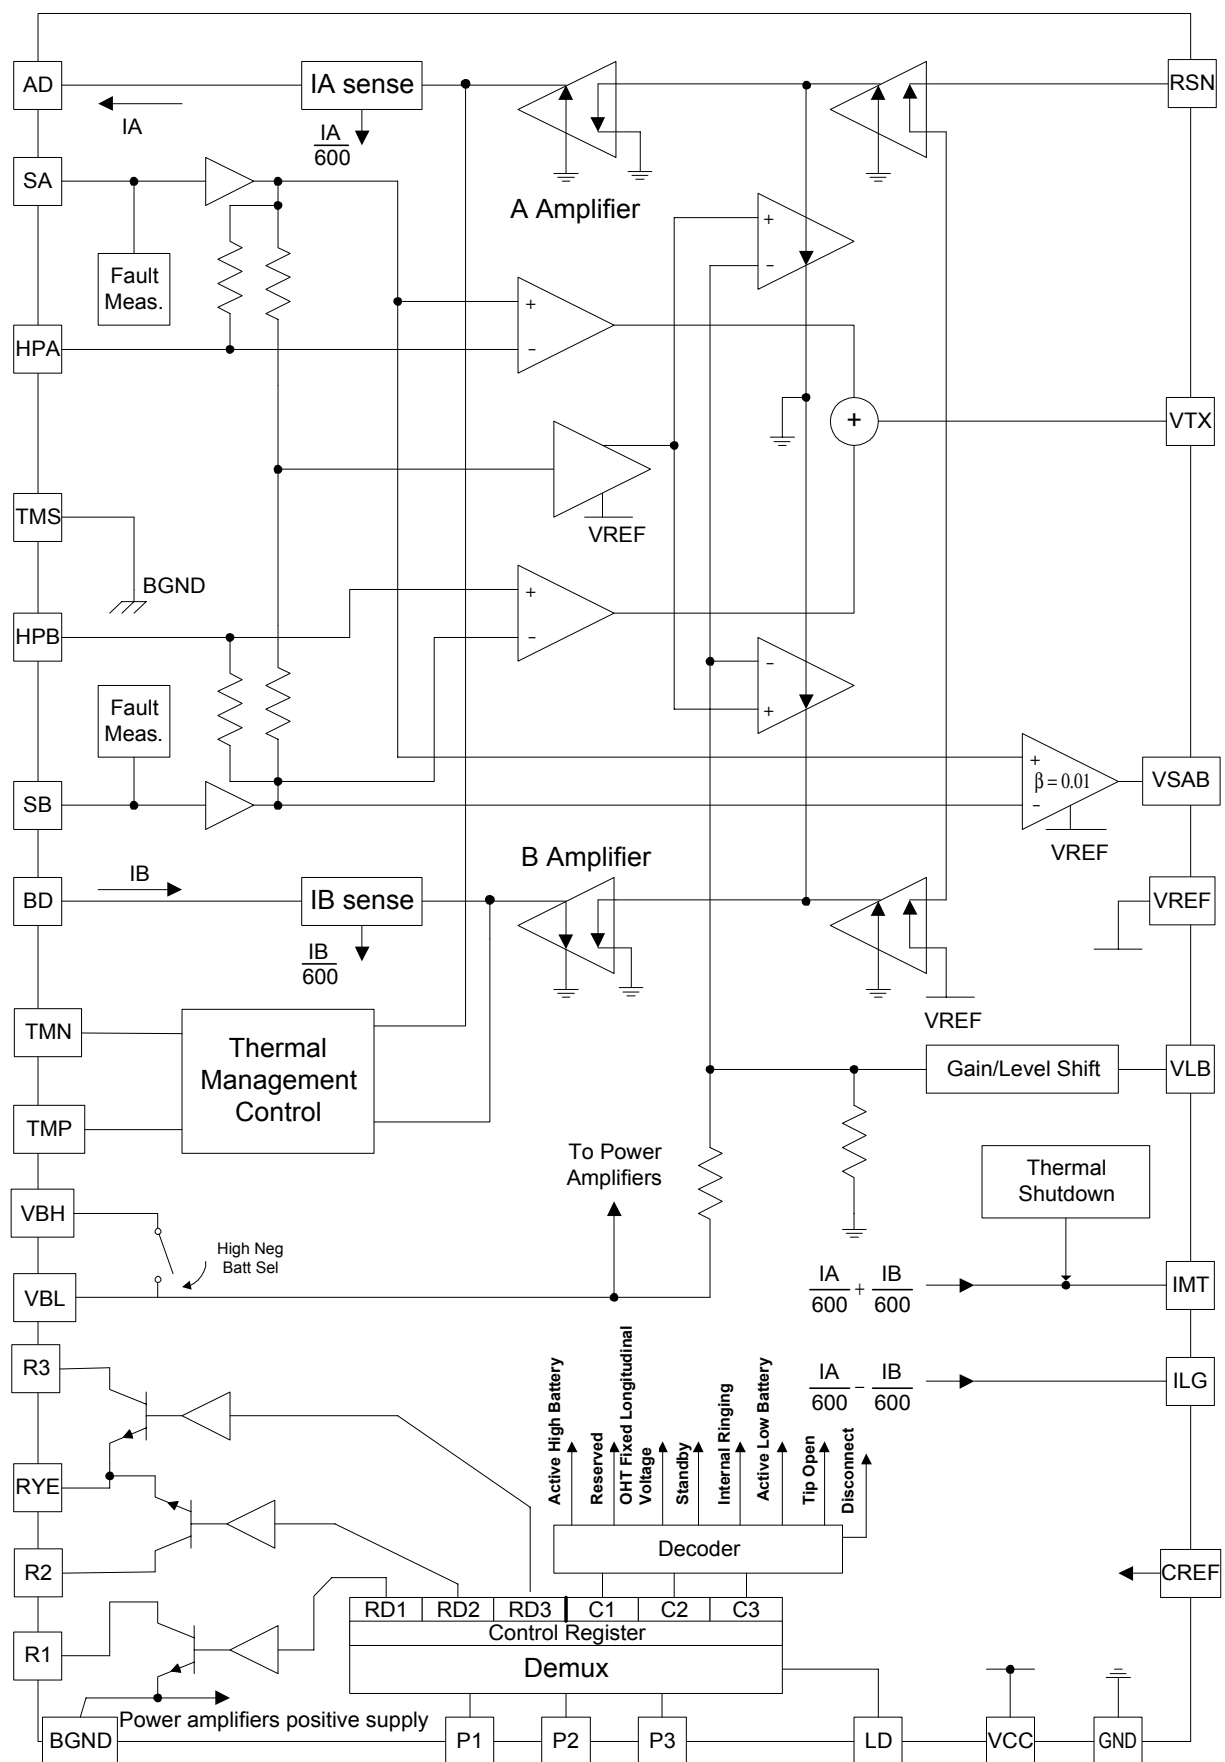 AD
IA sense
RSN
IA
IA
600
SA
A Amplifier
+
−
Fault
Meas.
+
−
HPA
+
VTX
TMS
VREF
BGND
HPB
+
−
−
+
Fault
Meas.
+
β = 0.01
−
VSAB
SB
VREF
B Amplifier
IB
BD
IB sense
VREF
IB
600
VREF
TMN
Thermal
Management
Control
Gain/Level Shift
VLB
TMP
To Power
Amplifiers
Thermal
Shutdown
VBH
High Neg
Batt Sel
VBL
IA
600
+
IB
600
IMT
R3
IA
600
−
IB
600
ILG
Active High Battery
Reserved
OHT Fixed Longitudinal
Voltage
Standby
Internal Ringing
Active Low Battery
Tip Open
Disconnect
RYE
Decoder
R2
CREF
RD1 RD2 RD3 C1 C2 C3
Control Register
R1
Demux
Power amplifiers positive supply
BGND
P1
P2
P3
LD
VCC
GND